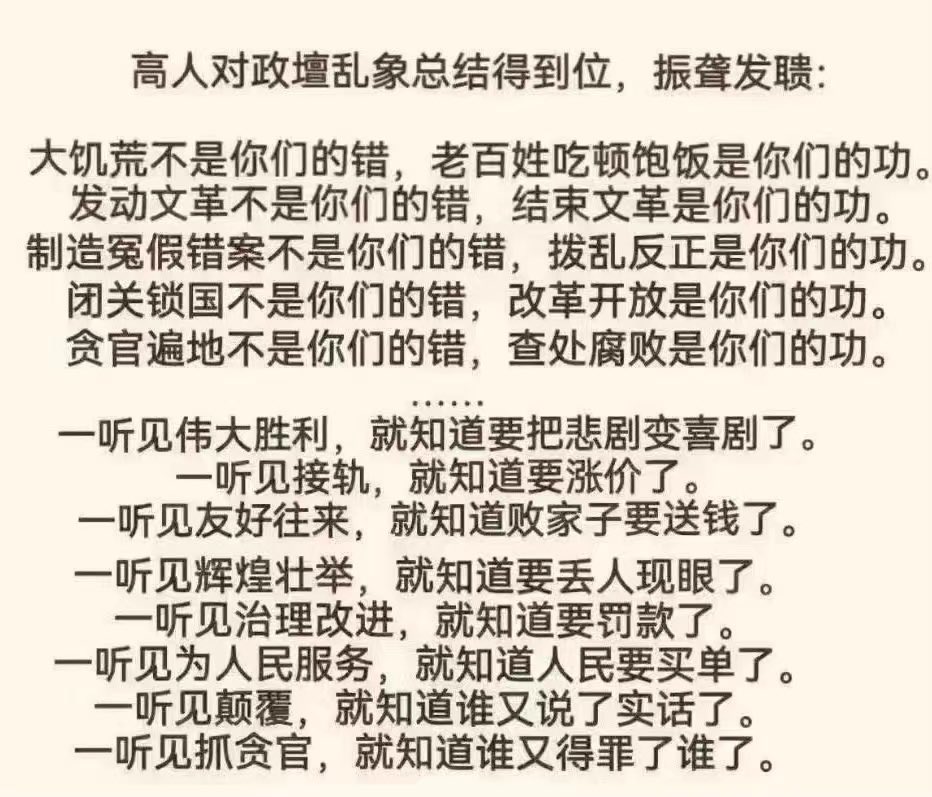 高人对政壇乱象总结得到位，振聋发聩:
大饥荒不是你们的错，老百姓吃顿饱饭是你们的功。
发动文革不是你们的错，结束文革是你们的功。
制造冤假错案不是你们的错，拨乱反正是你们的功。
闭关锁国不是你们的错，改革开放是你们的功。
贪官遍地不是你们的错，查处腐败是你们的功。
……
一听见伟大胜利，就知道要把悲剧变喜剧了。
一听见接轨，就知道要涨价了。
一听见友好往来，就知道败家子要送钱了。
一听见辉煌壮举，就知道要丢人现眼了。
一听见治理改进，就知道要罚款了。
一听见为人民服务，就知道人民要买单了。
一听见颠覆，就知道谁又说了实话了。
一听见抓贪官，就知道谁又得罪了谁了。